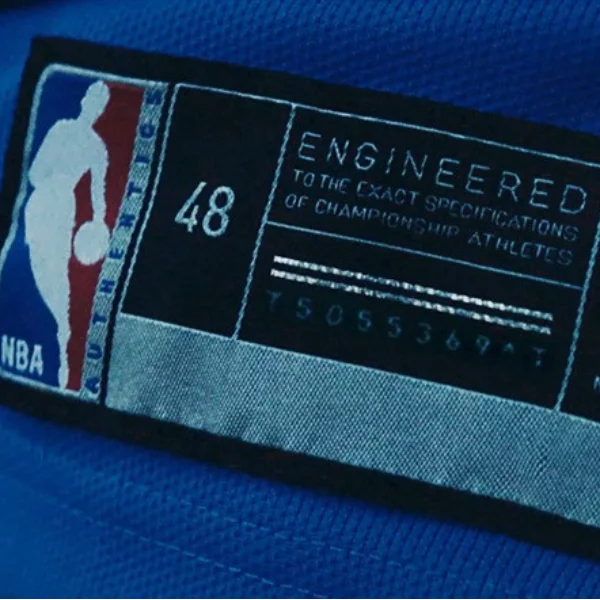 NBA
AUTHENTICS
48
ENGINEERED
TO THE EXACT SPECIFICATIONS
OF CHAMPIONSHIP ATHLETES